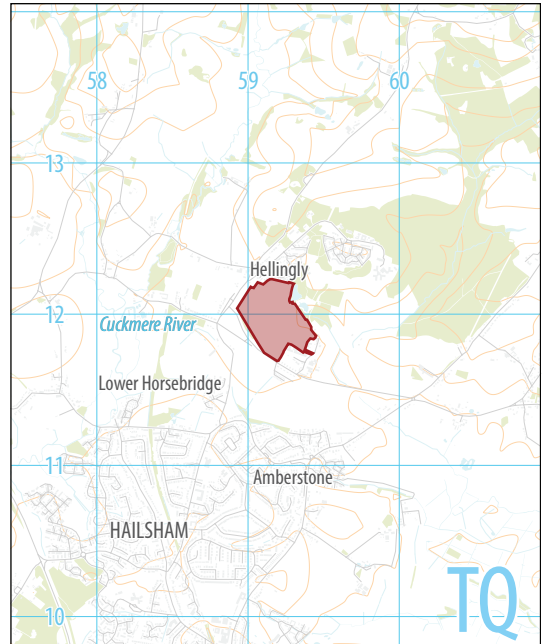 58
59
60
13
Hellingly
12
Cuckmere River
Lower Horsebridge
11
Amberstone
HAILSHAM
10
TQ